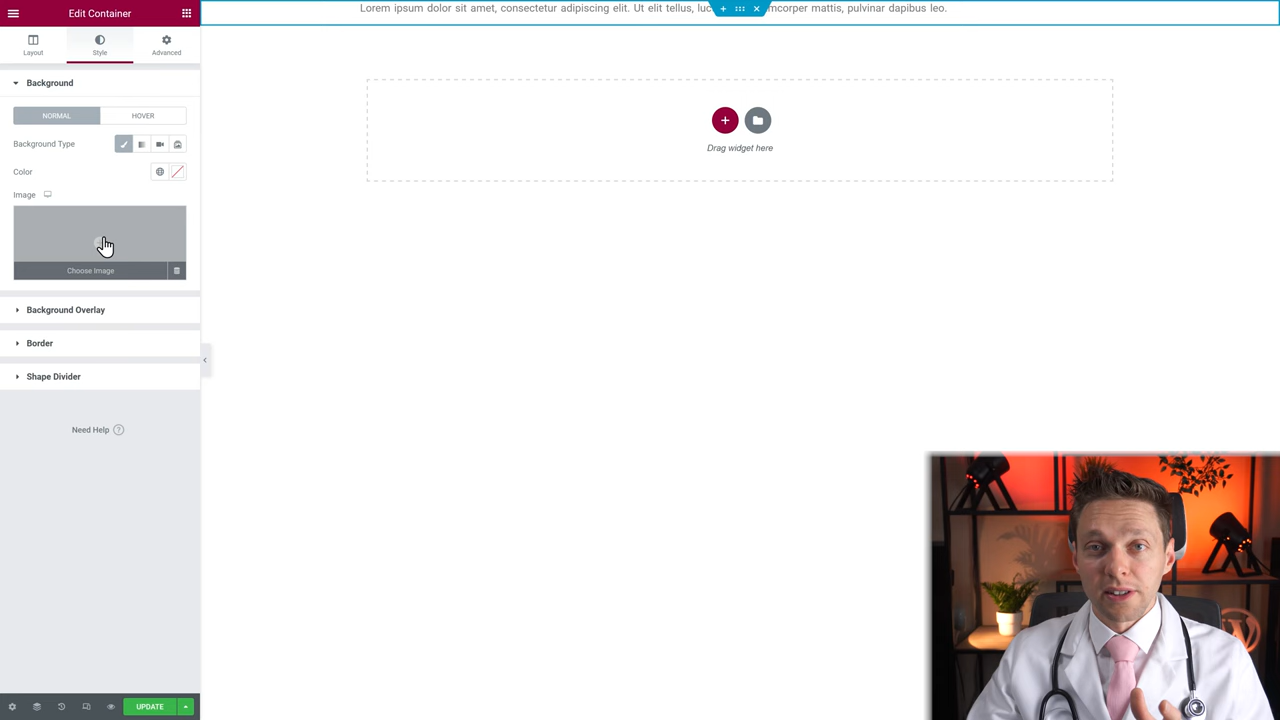 Edit Container
Layout
Style
Advanced
Background
NORMAL
HOVER
Background Type
Color
Image
Choose Image
Background Overlay
Border
Shape Divider
Need Help ?
UPDATE
Lorem ipsum dolor sit amet, consectetur adipiscing elit. Ut elit tellus, luc mcorper mattis, pulvinar dapibus leo.
Drag widget here